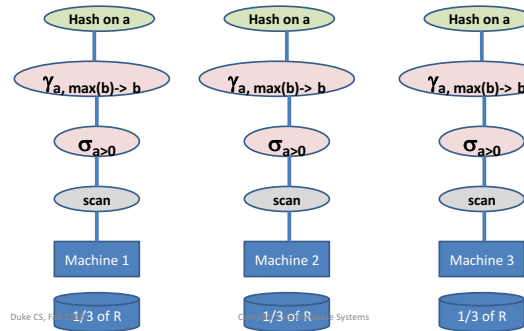 Hash on a Hash on a Hash on a
γa, max(b)-> b γa, max(b)-> b γa, max(b)-> b
σa>0 σa>0 σa>0
scan scan scan
Machine 1 Machine 2 Machine 3
1/3 of R 1/3 of R 1/3 of R
Duke CS, Systems